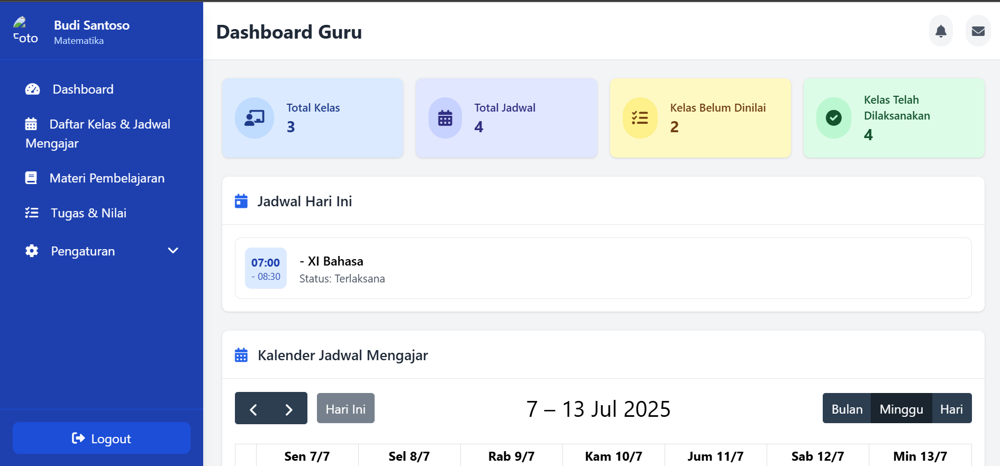 Foto
Budi Santoso
Matematika
Dashboard
Daftar Kelas & Jadwal
Mengajar
Materi Pembelajaran
Tugas & Nilai
Pengaturan
Logout
Dashboard Guru
Total Kelas
3
Total Jadwal
4
Kelas Belum Dinilai
2
Kelas Telah
Dilaksanakan
4
Jadwal Hari Ini
07:00
- 08:30
- XI Bahasa
Status: Terlaksana
Kalender Jadwal Mengajar
Hari Ini
7 – 13 Jul 2025
Bulan Minggu Hari
Sen 7/7 Sel 8/7 Rab 9/7 Kam 10/7 Jum 11/7 Sab 12/7 Min 13/7